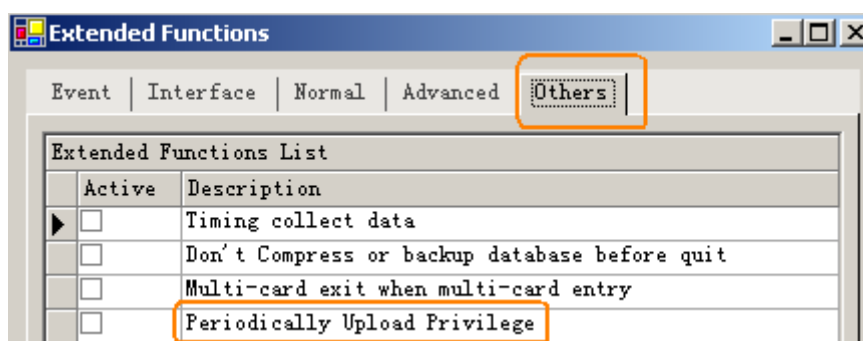 Extended Functions
Event | Interface | Normal | Advanced | Others
Extended Functions List
Active Description
Timing collect data
Don't Compress or backup database before quit
Multi-card exit when multi-card entry
Periodically Upload Privilege